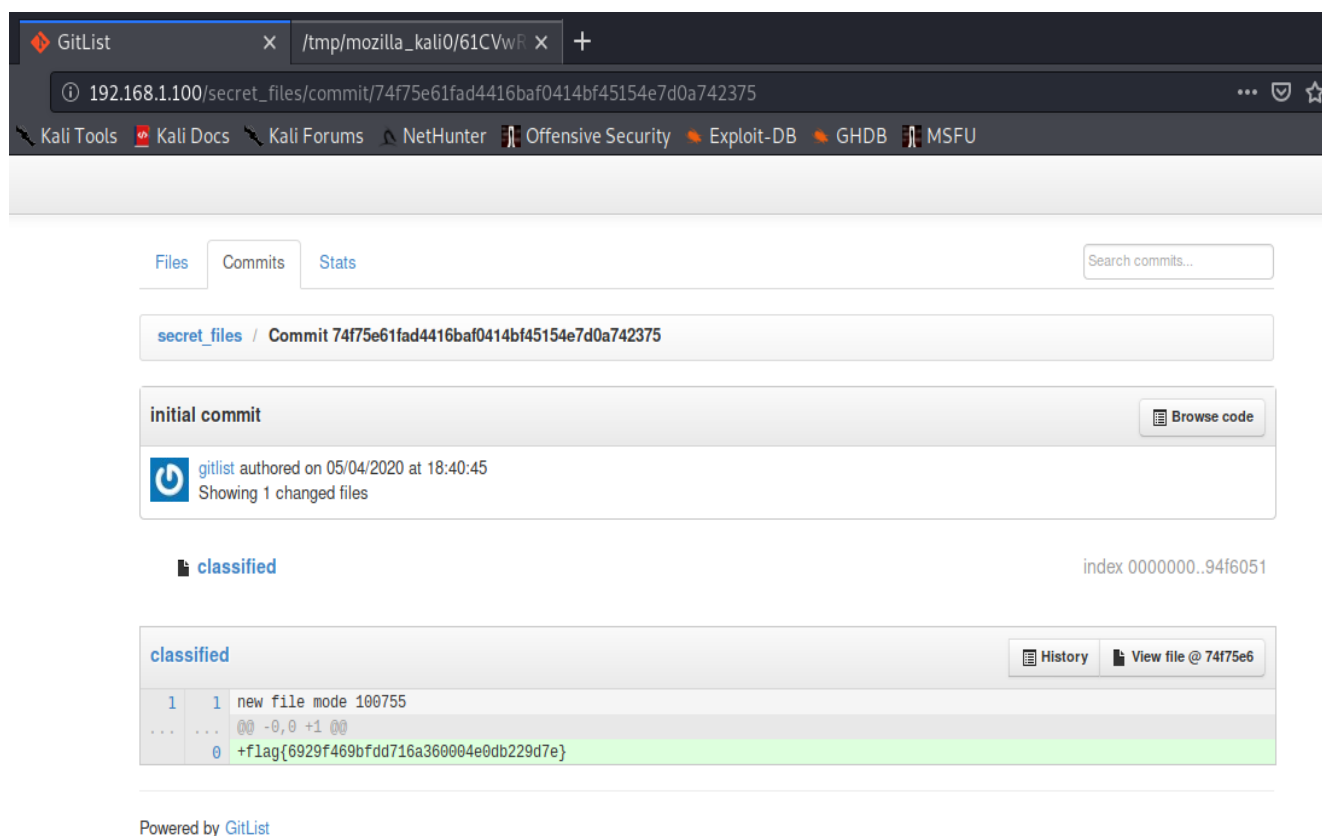 GitList
/tmp/mozilla_kali0/61CVwR
192.168.1.100/secret_files/commit/74f75e61fad4416baf0414bf45154e7d0a742375
Kali Tools Kali Docs Kali Forums NetHunter Offensive Security Exploit-DB GHDB MSFU
Files Commits Stats Search commits...
secret_files / Commit 74f75e61fad4416baf0414bf45154e7d0a742375
initial commit Browse code
gitlist authored on 05/04/2020 at 18:40:45
Showing 1 changed files
classified index 0000000..94f6051
classified History View file @ 74f75e6
1 1 new file mode 100755
... ... @@ -0,0 +1 @@
0 +flag{6929f469bfdd716a360004e0db229d7e}
Powered by GitList